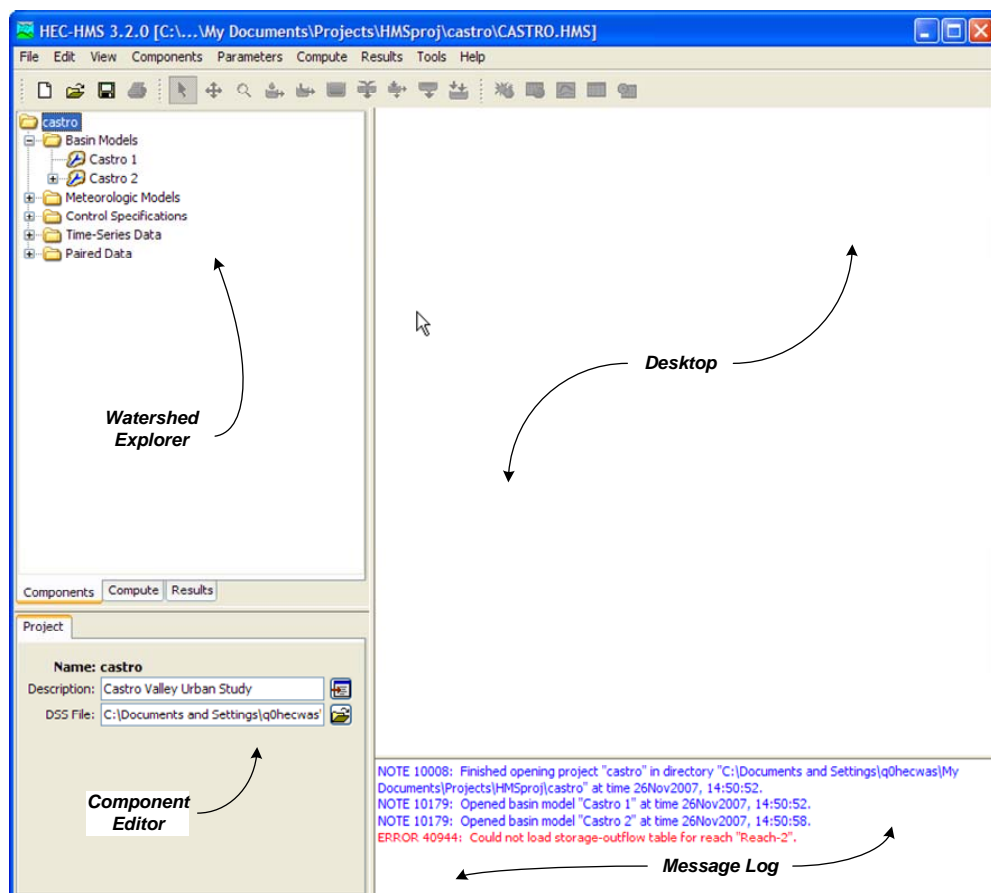 HEC-HMS 3.2.0 [C:\...\My Documents\Projects\HMSproj\castro\CASTRO.HMS]
File Edit View Components Parameters Compute Results Tools Help
castro
Basin Models
Castro 1
Castro 2
Meteorologic Models
Control Specifications
Time-Series Data
Paired Data
Watershed
Explorer
Desktop
Components Compute Results
Project
Name: castro
Description: Castro Valley Urban Study
DSS File: C:\Documents and Settings\q0hecwas'
Component
Editor
NOTE 10008: Finished opening project "castro" in directory "C:\Documents and Settings\q0hecwas\My
Documents\Projects\HMSproj\castro" at time 26Nov2007, 14:50:52.
NOTE 10179: Opened basin model "Castro 1" at time 26Nov2007, 14:50:52.
NOTE 10179: Opened basin model "Castro 2" at time 26Nov2007, 14:50:58.
ERROR 40944: Could not load storage-outflow table for reach "Reach-2".
Message Log